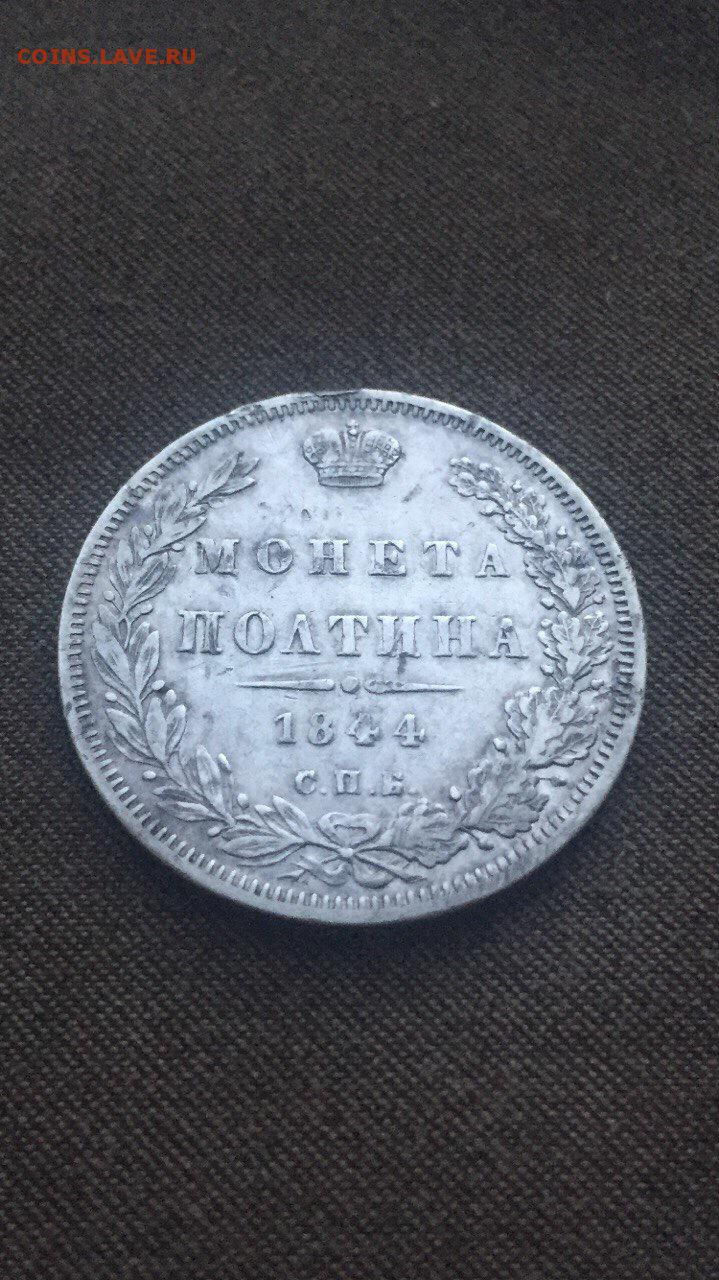 COINS.LAVE.RU
МОНЕТА
ПОЛТИНА
1844
С.П.Б.